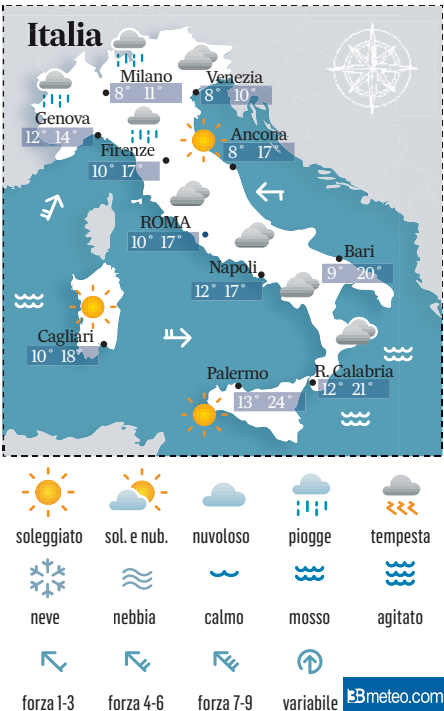 Italia
Milano
8° 11°
Venezia
8° 10°
Genova
12° 14°
Ancona
8° 17°
Firenze
10° 17°
ROMA
10° 17°
Bari
9° 20°
Napoli
12° 17°
Cagliari
10° 18°
Palermo
13° 24°
R. Calabria
12° 21°
soleggiato sol. e nub. nuvoloso piogge tempesta
neve nebbia calmo mosso agitato
forza 1-3 forza 4-6 forza 7-9 variabile
3Bmeteo.com